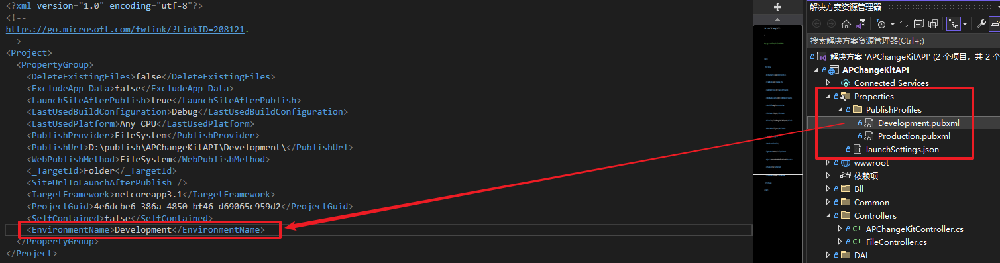 <?xml version="1.0" encoding="utf-8"?>
<!--
https://go.microsoft.com/fwlink/?LinkID=208121.
-->
<Project>
<PropertyGroup>
<DeleteExistingFiles>false</DeleteExistingFiles>
<ExcludeApp_Data>false</ExcludeApp_Data>
<LaunchSiteAfterPublish>true</LaunchSiteAfterPublish>
<LastUsedBuildConfiguration>Debug</LastUsedBuildConfiguration>
<LastUsedPlatform>Any CPU</LastUsedPlatform>
<PublishProvider>FileSystem</PublishProvider>
<PublishUrl>D:\publish\APChangeKitAPI\Development\</PublishUrl>
<WebPublishMethod>FileSystem</WebPublishMethod>
<_TargetId>Folder</_TargetId>
<SiteUrlToLaunchAfterPublish />
<TargetFramework>netcoreapp3.1</TargetFramework>
<ProjectGuid>4e6dcbe6-386a-4850-bf46-d69065c959d2</ProjectGuid>
<SelfContained>false</SelfContained>
<EnvironmentName>Development</EnvironmentName>
</PropertyGroup>
</Project>
解决方案资源管理器
搜索解决方案资源管理器(Ctrl+;)
解决方案 'APChangeKitAPI' (2 个项目，共 2 个
APChangeKitAPI
Connected Services
Properties
PublishProfiles
Development.pubxml
Production.pubxml
launchSettings.json
wwwroot
依赖项
Bll
Common
Controllers
C# APChangeKitController.cs
C# FileController.cs
DAL